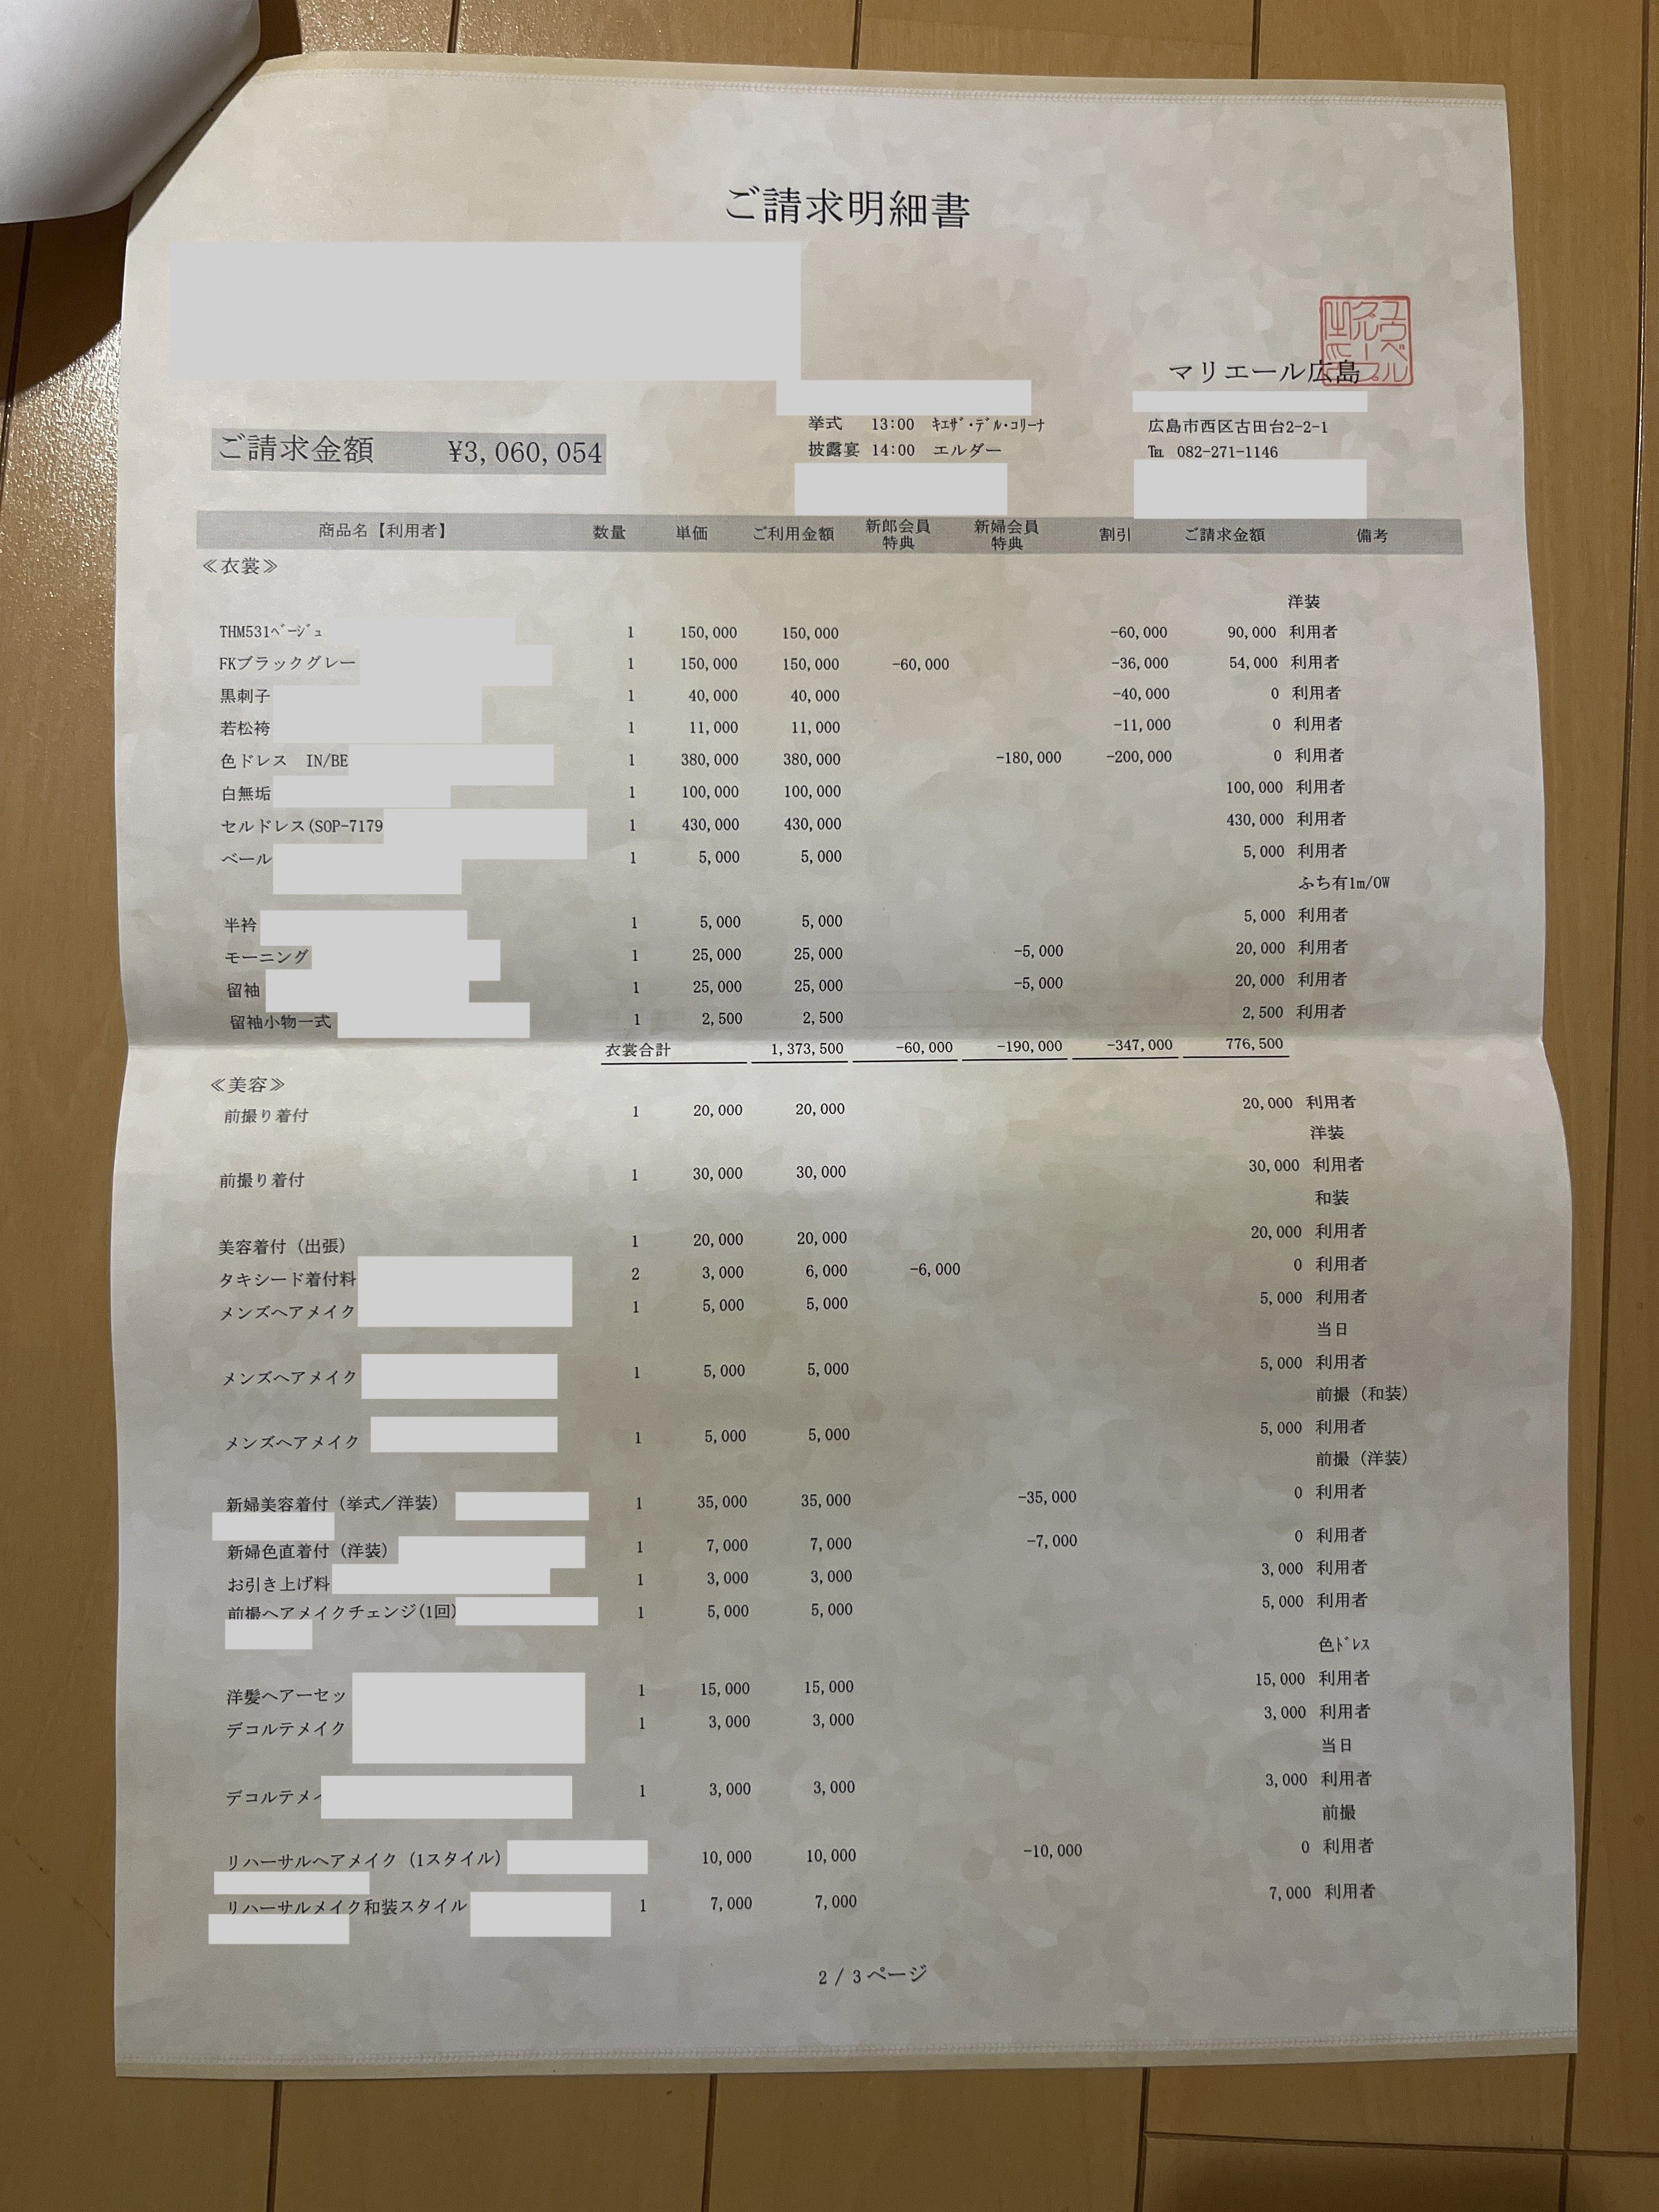 ご請求明細書
マリエール広島
挙式 13:00 ｷｴｻﾞ･ﾃﾞﾙ･ｺﾘｰﾅ
広島市西区古田台2-2-1
ご請求金額 ¥3,060,054
披露宴 14:00 エルダー
℡ 082-271-1146
商品名【利用者】 数量 単価 ご利用金額 新郎会員特典 新婦会員特典 割引 ご請求金額 備考
≪衣裳≫
洋装
THM531ﾍﾞｰｼﾞｭ 1 150,000 150,000 -60,000 90,000 利用者
FKブラックグレー 1 150,000 150,000 -60,000 -36,000 54,000 利用者
黒刺子 1 40,000 40,000 -40,000 0 利用者
若松袴 1 11,000 11,000 -11,000 0 利用者
色ドレス IN/BE 1 380,000 380,000 -180,000 -200,000 0 利用者
白無垢 1 100,000 100,000 100,000 利用者
セルドレス(SOP-7179 1 430,000 430,000 430,000 利用者
ベール 1 5,000 5,000 5,000 利用者
ふち有1m/OW
半衿 1 5,000 5,000 5,000 利用者
モーニング 1 25,000 25,000 -5,000 20,000 利用者
留袖 1 25,000 25,000 -5,000 20,000 利用者
留袖小物一式 1 2,500 2,500 2,500 利用者
衣裳合計 1,373,500 -60,000 -190,000 -347,000 776,500
≪美容≫
前撮り着付 1 20,000 20,000 20,000 利用者
洋装
前撮り着付 1 30,000 30,000 30,000 利用者
和装
美容着付（出張） 1 20,000 20,000 20,000 利用者
タキシード着付料 2 3,000 6,000 -6,000 0 利用者
メンズヘアメイク 1 5,000 5,000 5,000 利用者
当日
メンズヘアメイク 1 5,000 5,000 5,000 利用者
前撮（和装）
メンズヘアメイク 1 5,000 5,000 5,000 利用者
前撮（洋装）
新婦美容着付（挙式／洋装） 1 35,000 35,000 -35,000 0 利用者
新婦色直着付（洋装） 1 7,000 7,000 -7,000 0 利用者
お引き上げ料 1 3,000 3,000 3,000 利用者
前撮ヘアメイクチェンジ(1回) 1 5,000 5,000 5,000 利用者
色ﾄﾞﾚｽ
洋髪ヘアーセッ 1 15,000 15,000 15,000 利用者
デコルテメイク 1 3,000 3,000 3,000 利用者
当日
デコルテメイ 1 3,000 3,000 3,000 利用者
前撮
リハーサルヘアメイク（1スタイル） 10,000 10,000 -10,000 0 利用者
リハーサルメイク和装スタイル 1 7,000 7,000 7,000 利用者
2 / 3 ページ